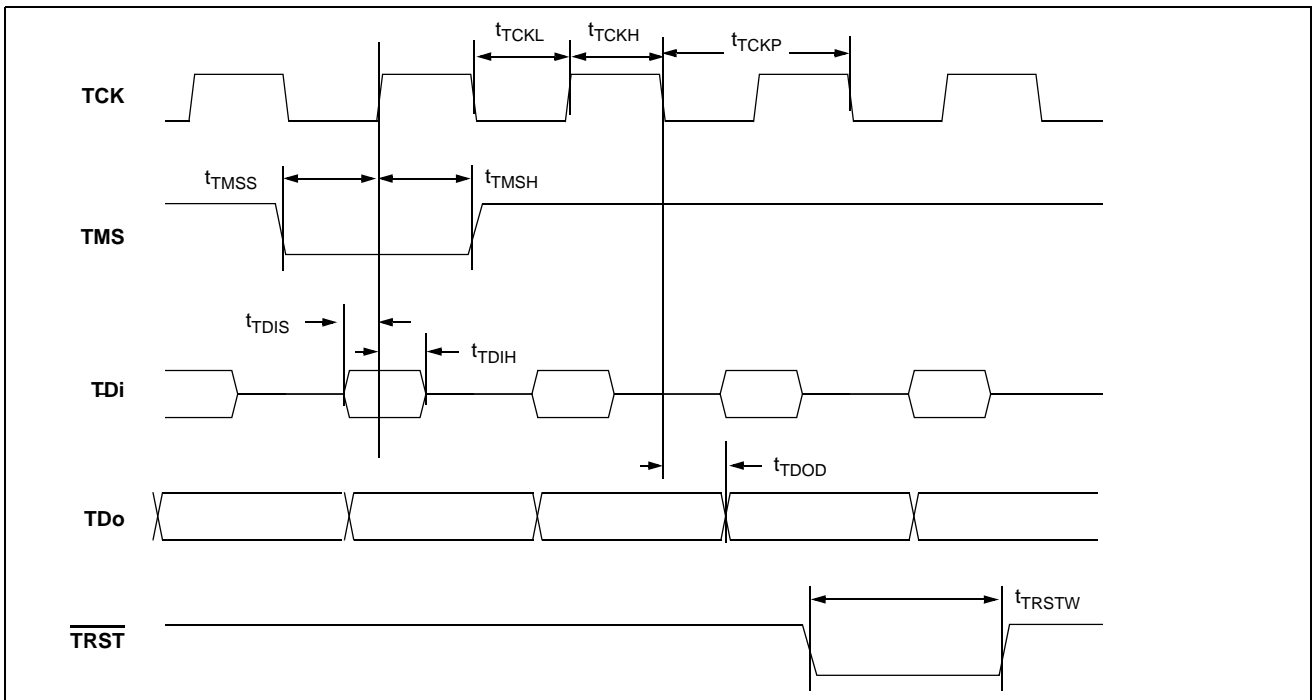 tTCKL tTCKH tTCKP
TCK
tTMSS tTMSH
TMS
tTDIS
tTDIH
TDi
tTDOD
TDo
tTRSTW
TRST